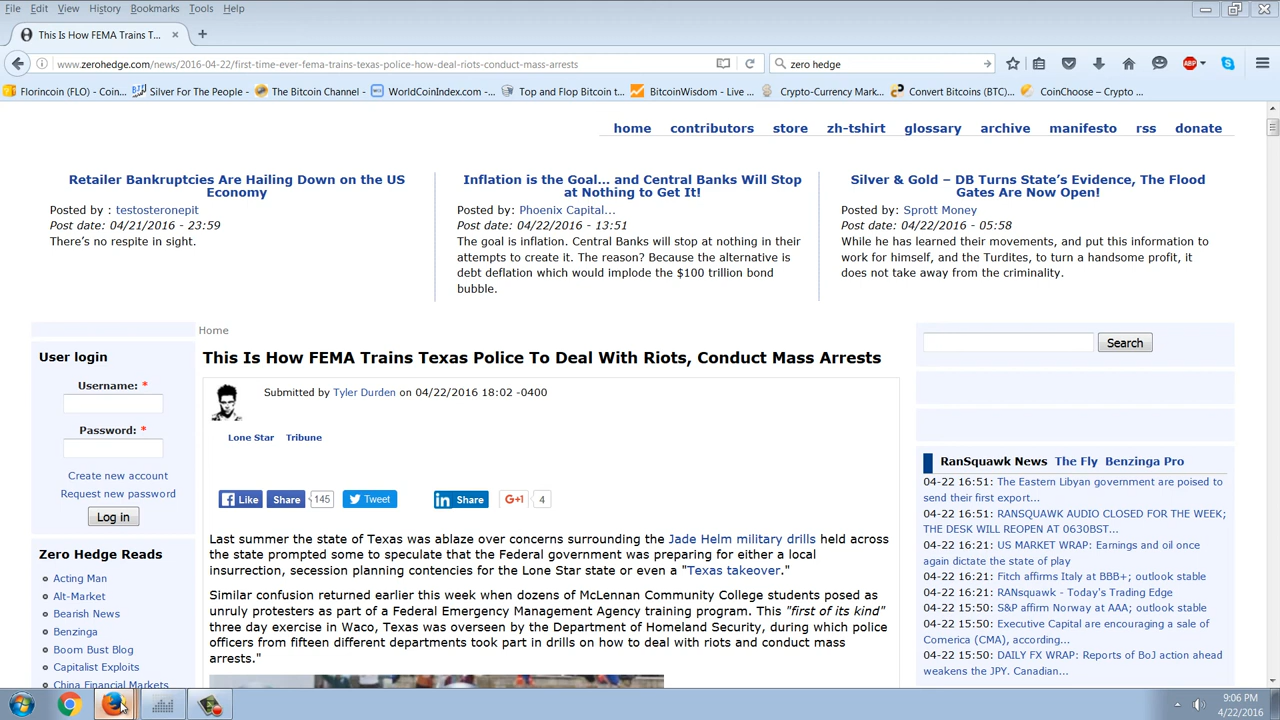 File Edit View History Bookmarks Tools Help
This Is How FEMA Trains T...
www.zerohedge.com/news/2016-04-22/first-time-ever-fema-trains-texas-police-how-deal-riots-conduct-mass-arrests
zero hedge
ABP
Florincoin (FLO) - Coin...
Silver For The People - ...
The Bitcoin Channel - ...
WorldCoinIndex.com -...
Top and Flop Bitcoin t...
BitcoinWisdom - Live ...
Crypto-Currency Mark...
Convert Bitcoins (BTC)...
CoinChoose – Crypto ...
home contributors store zh-tshirt glossary archive manifesto rss donate
Retailer Bankruptcies Are Hailing Down on the US
Economy
Posted by : testosteronepit
Post date: 04/21/2016 - 23:59
There's no respite in sight.
Inflation is the Goal... and Central Banks Will Stop
at Nothing to Get It!
Posted by: Phoenix Capital...
Post date: 04/22/2016 - 13:51
The goal is inflation. Central Banks will stop at nothing in their
attempts to create it. The reason? Because the alternative is
debt deflation which would implode the $100 trillion bond
bubble.
Silver & Gold – DB Turns State's Evidence, The Flood
Gates Are Now Open!
Posted by: Sprott Money
Post date: 04/22/2016 - 05:58
While he has learned their movements, and put this information to
work for himself, and the Turdites, to turn a handsome profit, it
does not take away from the criminality.
User login
Username: *
Password: *
Create new account
Request new password
Log in
Zero Hedge Reads
Acting Man
Alt-Market
Bearish News
Benzinga
Boom Bust Blog
Capitalist Exploits
China Financial Markets
Home
This Is How FEMA Trains Texas Police To Deal With Riots, Conduct Mass Arrests
Submitted by Tyler Durden on 04/22/2016 18:02 -0400
Lone Star Tribune
Like Share 145 Tweet Share G+1 4
Last summer the state of Texas was ablaze over concerns surrounding the Jade Helm military drills held across
the state prompted some to speculate that the Federal government was preparing for either a local
insurrection, secession planning contencies for the Lone Star state or even a "Texas takeover."
Similar confusion returned earlier this week when dozens of McLennan Community College students posed as
unruly protesters as part of a Federal Emergency Management Agency training program. This "first of its kind"
three day exercise in Waco, Texas was overseen by the Department of Homeland Security, during which police
officers from fifteen different departments took part in drills on how to deal with riots and conduct mass
arrests."
Search
RanSquawk News The Fly Benzinga Pro
04-22 16:51: The Eastern Libyan government are poised to
send their first export...
04-22 16:51: RANSQUAWK AUDIO CLOSED FOR THE WEEK;
THE DESK WILL REOPEN AT 0630BST...
04-22 16:21: US MARKET WRAP: Earnings and oil once
again dictate the state of play
04-22 16:21: Fitch affirms Italy at BBB+; outlook stable
04-22 16:21: RANsquawk - Today's Trading Edge
04-22 15:50: S&P affirm Norway at AAA; outlook stable
04-22 15:50: Executive Capital are encouraging a sale of
Comerica (CMA), according...
04-22 15:50: DAILY FX WRAP: Reports of BoJ action ahead
weakens the JPY. Canadian...
9:06 PM
4/22/2016